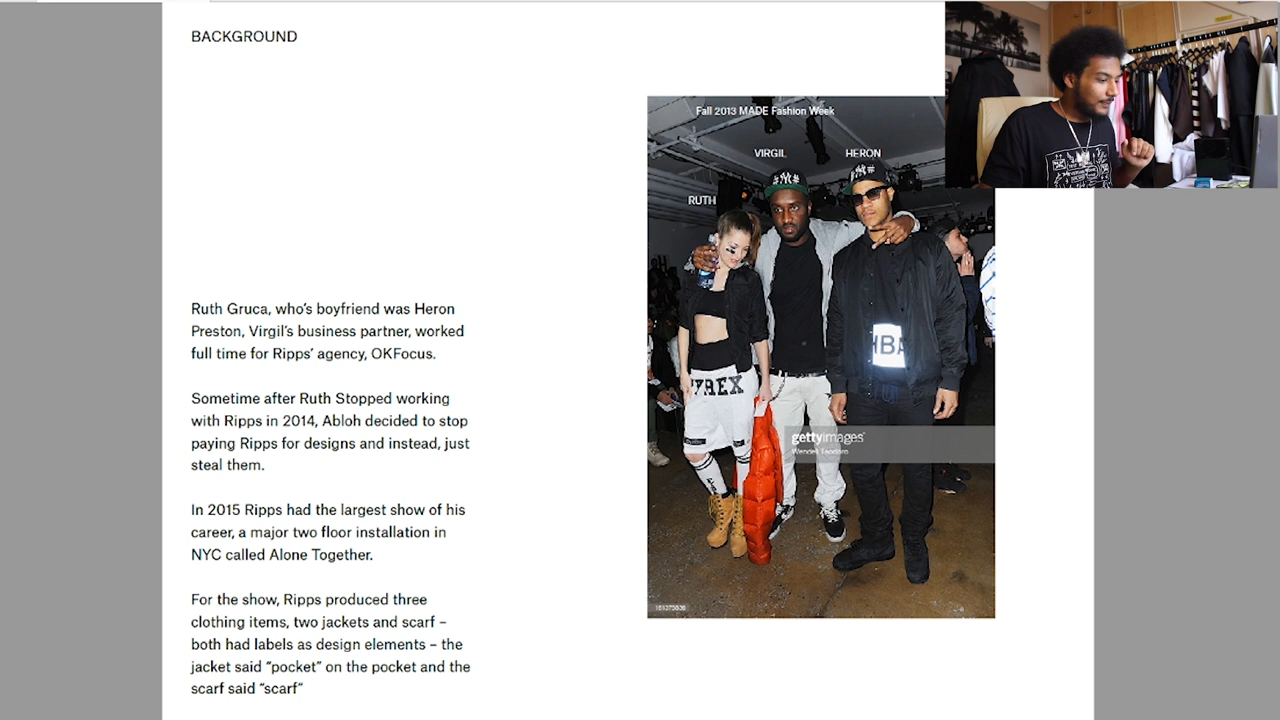 BACKGROUND
Fall 2013 MADE Fashion Week
VIRGIL
HERON
RUTH
Ruth Gruca, who's boyfriend was Heron
Preston, Virgil's business partner, worked
full time for Ripps' agency, OKFocus.
Sometime after Ruth Stopped working
with Ripps in 2014, Abloh decided to stop
paying Ripps for designs and instead, just
steal them.
In 2015 Ripps had the largest show of his
career, a major two floor installation in
NYC called Alone Together.
For the show, Ripps produced three
clothing items, two jackets and scarf –
both had labels as design elements – the
jacket said "pocket" on the pocket and the
scarf said "scarf"
HBA
PYREX
gettyimages
Wendell Teodoro